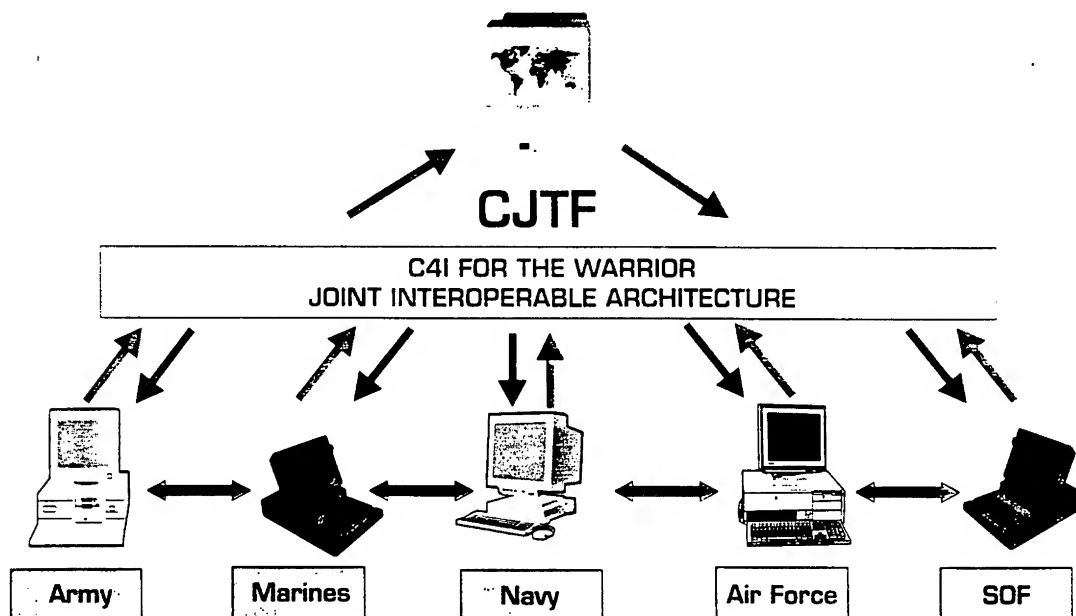 CJTF
C4I FOR THE WARRIOR
JOINT INTEROPERABLE ARCHITECTURE
Army
Marines
Navy
Air Force
SOF